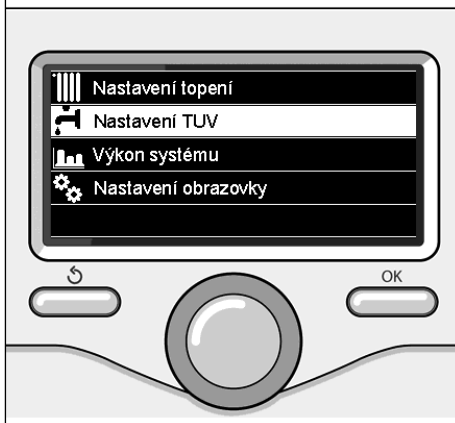 Nastavení topení
Nastavení TUV
Výkon systému
Nastavení obrazovky
OK